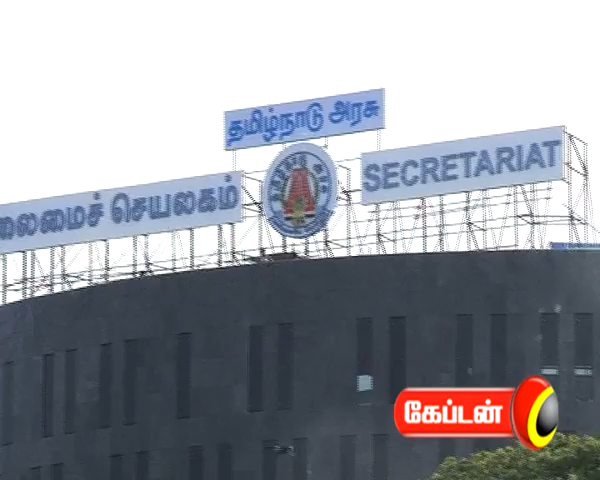 தமிழ்நாடு அரசு
லைமைச் செயலகம்
SECRETARIAT
கேப்டன்